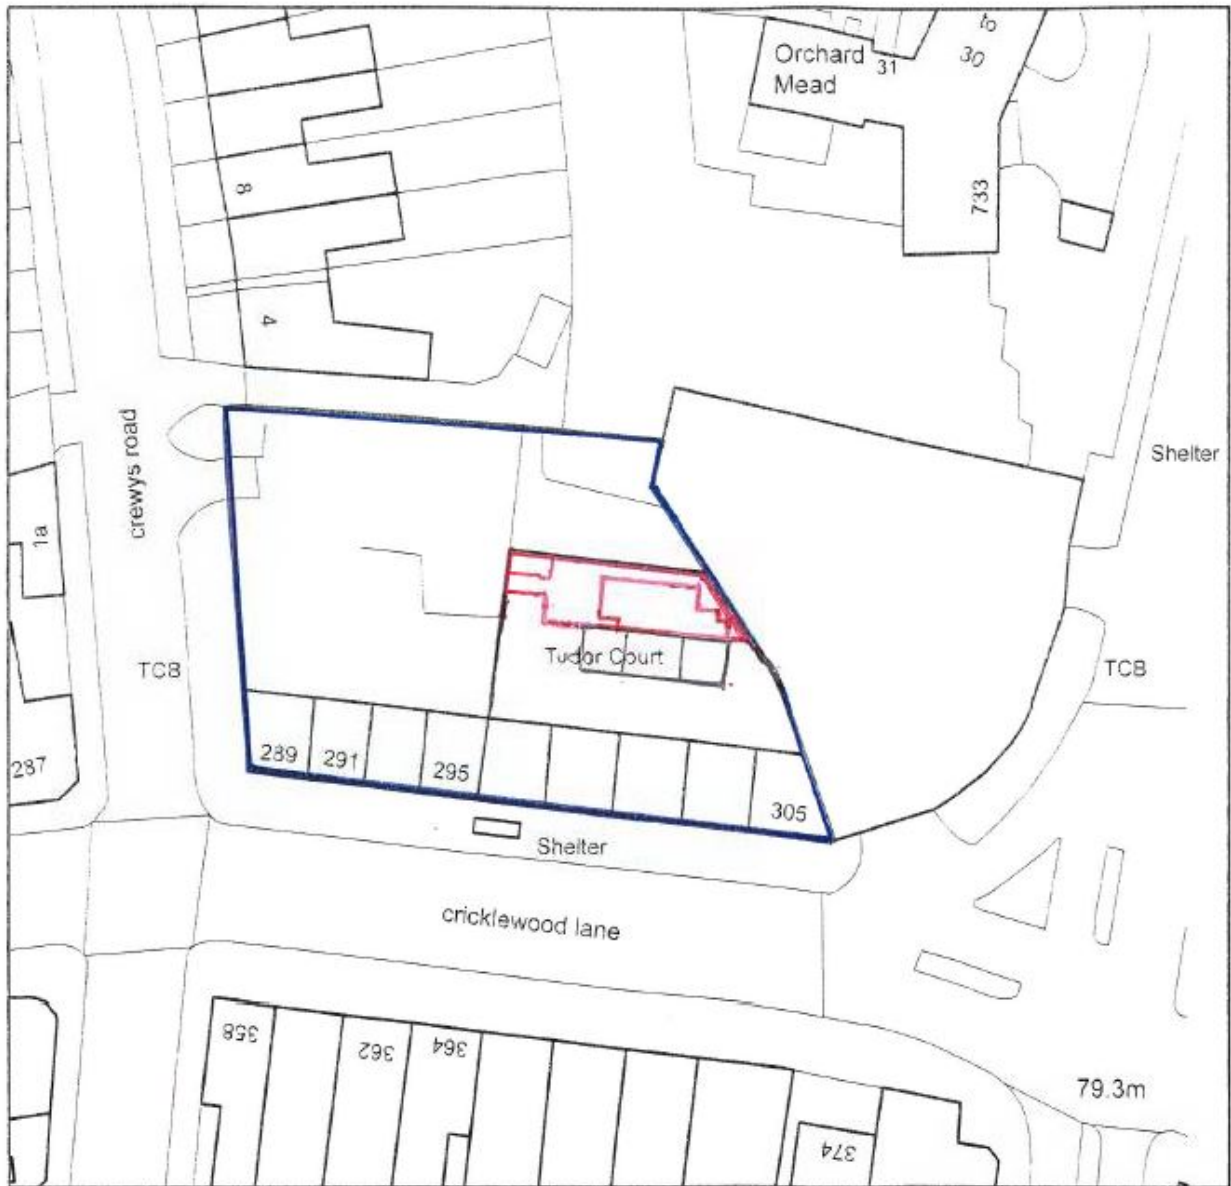 to
30
Orchard
Mead
31
8
733
4
crewys road
Shelter
1a
Tudor Court
TCB
TCB
287
289
291
295
305
Shelter
cricklewood lane
358
362
364
79.3m
374